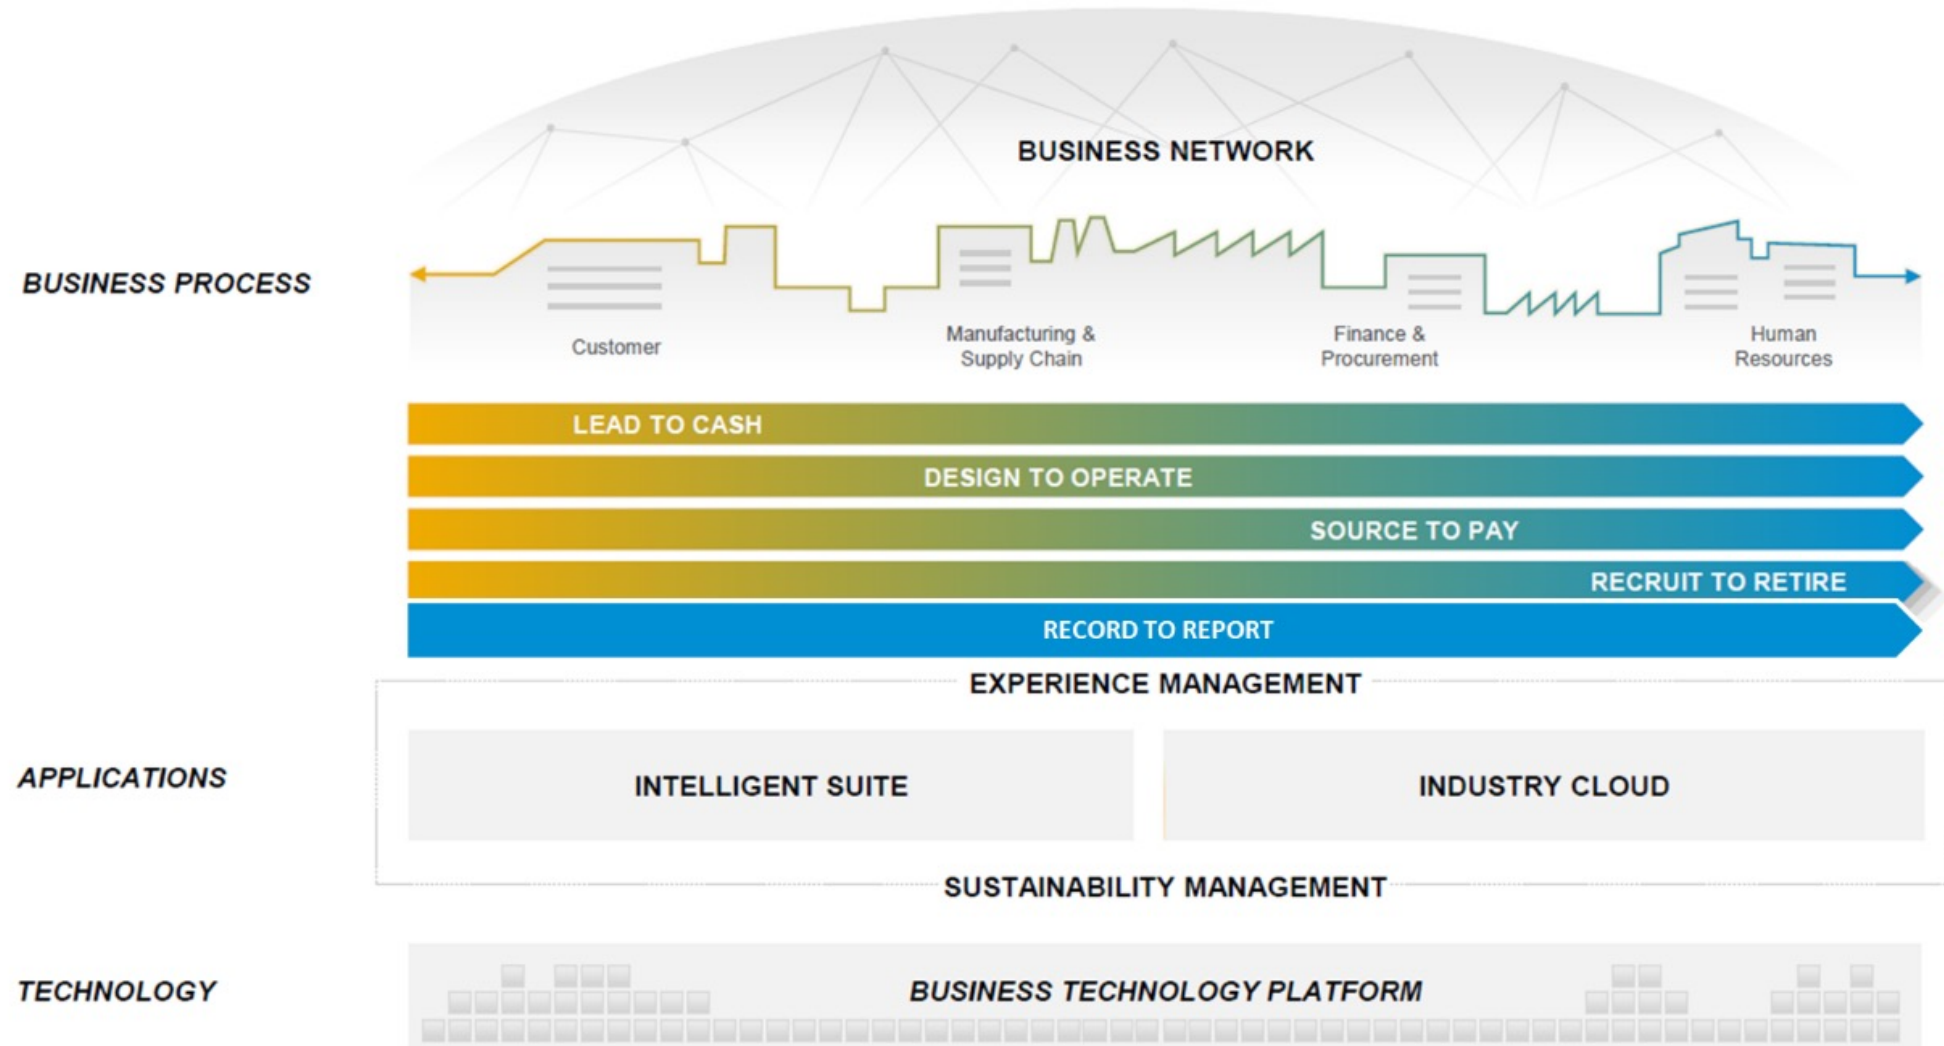 BUSINESS NETWORK
BUSINESS PROCESS
Customer
Manufacturing &
Supply Chain
Finance &
Procurement
Human
Resources
LEAD TO CASH
DESIGN TO OPERATE
SOURCE TO PAY
RECRUIT TO RETIRE
RECORD TO REPORT
EXPERIENCE MANAGEMENT
APPLICATIONS
INTELLIGENT SUITE
INDUSTRY CLOUD
SUSTAINABILITY MANAGEMENT
TECHNOLOGY
BUSINESS TECHNOLOGY PLATFORM